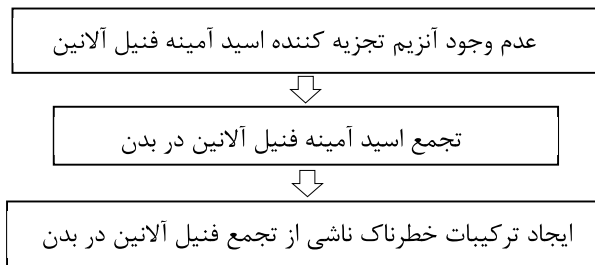 عدم وجود آنزیم تجزیه کننده اسید آمینه فنیل آلانین
تجمع اسید آمینه فنیل آلانین در بدن
ایجاد ترکیبات خطرناک ناشی از تجمع فنیل آلانین در بدن